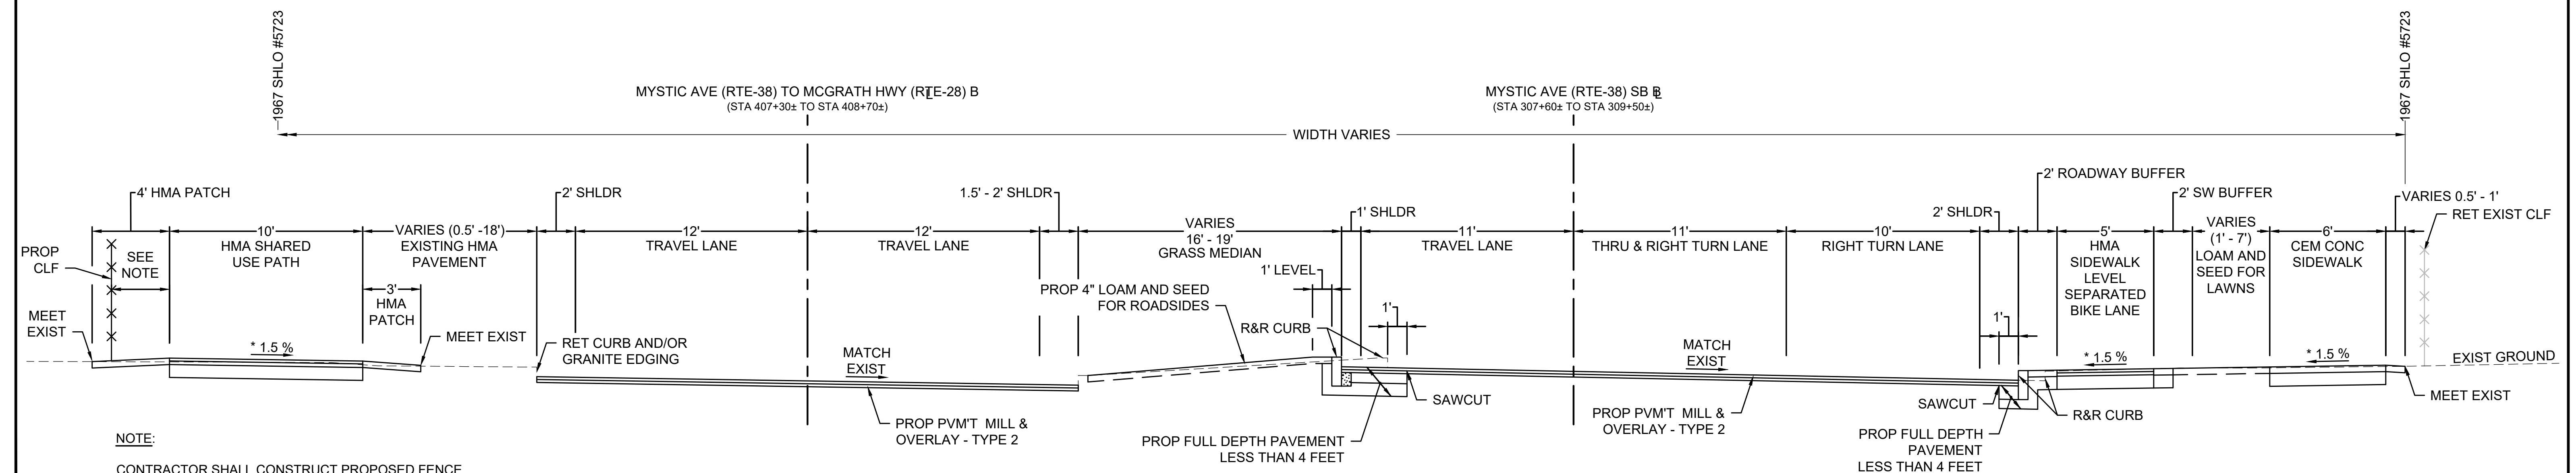 1967 SHLO #5723
1967 SHLO #5723
MYSTIC AVE (RTE-38) TO MCGRATH HWY (RTE-28) B
(STA 407+30± TO STA 408+70±)
MYSTIC AVE (RTE-38) SB B
(STA 307+60± TO STA 309+50±)
WIDTH VARIES
4' HMA PATCH
2' SHLDR
1.5' - 2' SHLDR
1' SHLDR
2' SHLDR
2' ROADWAY BUFFER
2' SW BUFFER
VARIES 0.5' - 1'
RET EXIST CLF
PROP
CLF
SEE
NOTE
10'
HMA SHARED
USE PATH
VARIES (0.5' -18')
EXISTING HMA
PAVEMENT
3'
HMA
PATCH
12'
TRAVEL LANE
12'
TRAVEL LANE
VARIES
16' - 19'
GRASS MEDIAN
11'
TRAVEL LANE
11'
THRU & RIGHT TURN LANE
10'
RIGHT TURN LANE
5'
HMA
SIDEWALK
LEVEL
SEPARATED
BIKE LANE
VARIES
(1' - 7')
LOAM AND
SEED FOR
LAWNS
6'
CEM CONC
SIDEWALK
1' LEVEL
PROP 4" LOAM AND SEED
FOR ROADSIDES
R&R CURB
1'
1'
MEET
EXIST
* 1.5 %
MEET EXIST
RET CURB AND/OR
GRANITE EDGING
MATCH
EXIST
MATCH
EXIST
* 1.5 %
* 1.5 %
EXIST GROUND
MEET EXIST
PROP PVM'T MILL &
OVERLAY - TYPE 2
PROP FULL DEPTH PAVEMENT
LESS THAN 4 FEET
SAWCUT
PROP PVM'T MILL &
OVERLAY - TYPE 2
SAWCUT
PROP FULL DEPTH
PAVEMENT
LESS THAN 4 FEET
R&R CURB
NOTE:
CONTRACTOR SHALL CONSTRUCT PROPOSED FENCE